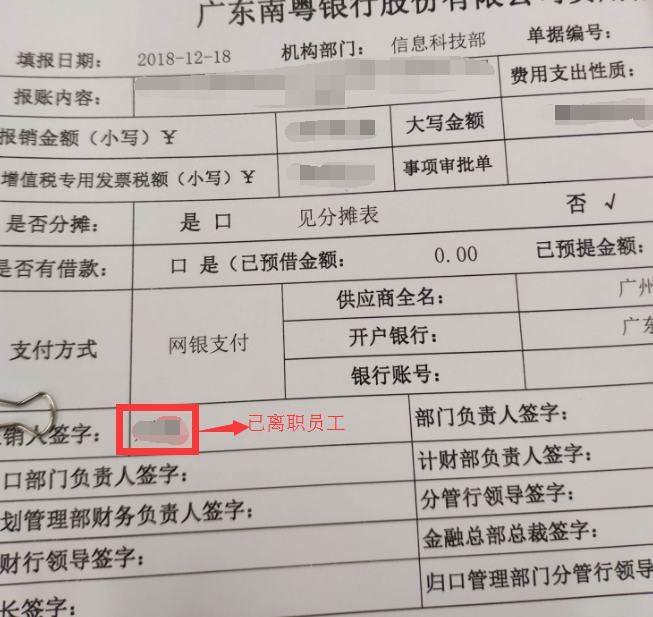 广东南粤银行股份有限公司
填报日期： 2018-12-18 机构部门： 信息科技部 单据编号：
报账内容： 费用支出性质：
报销金额（小写）￥ 大写金额
增值税专用发票税额（小写）￥ 事项审批单
是否分摊： 是 口 见分摊表 否 √
是否有借款： 口 是（已预借金额： 0.00 已预提金额：
支付方式 网银支付 供应商全名： 广州
开户银行： 广东
银行账号：
销人签字： 已离职员工 部门负责人签字：
口部门负责人签字： 计财部负责人签字：
划管理部财务负责人签字： 分管行领导签字：
财行领导签字： 金融总部总裁签字：
长签字： 归口管理部门分管行领导